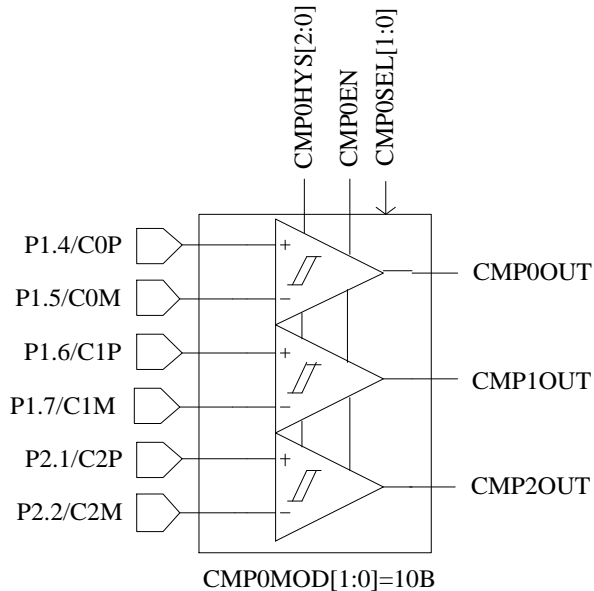 CMP0HYS[2:0]
CMP0EN
CMP0SEL[1:0]
P1.4/C0P
+
CMP0OUT
P1.5/C0M
−
P1.6/C1P
+
CMP1OUT
P1.7/C1M
−
P2.1/C2P
+
CMP2OUT
P2.2/C2M
−
CMP0MOD[1:0]=10B